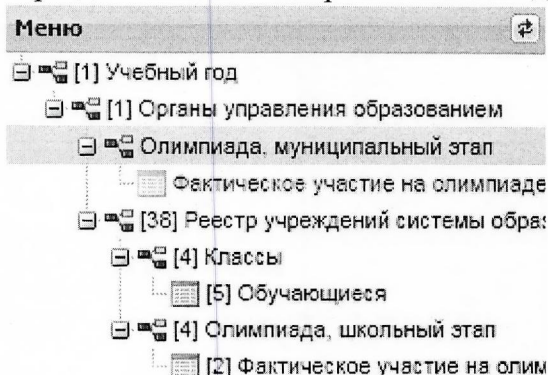 Меню
[1] Учебный год
[1] Органы управления образованием
Олимпиада, муниципальный этап
Фактическое участие на олимпиаде
[38] Реестр учреждений системы обра
[4] Классы
[5] Обучающиеся
[4] Олимпиада, школьный этап
[2] Фактическое участие на олим